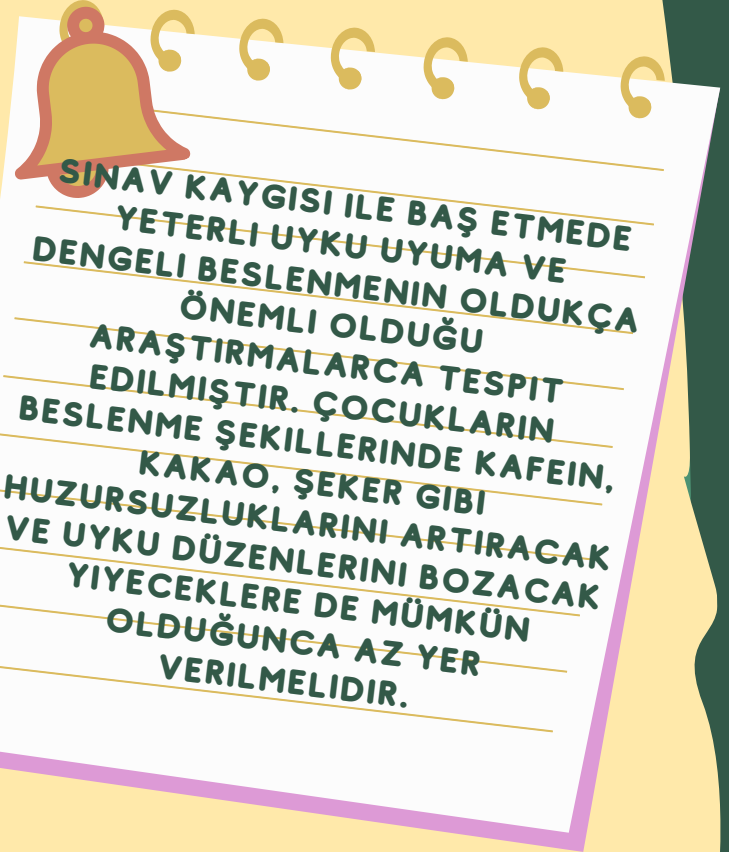 SINAV KAYGISI ILE BAŞ ETMEDE
YETERLI UYKU UYUMA VE
DENGELI BESLENMENIN OLDUKÇA
ÖNEMLI OLDUĞU
ARAŞTIRMALARCA TESPIT
EDILMIŞTIR. ÇOCUKLARIN
BESLENME ŞEKILLERINDE KAFEIN,
KAKAO, ŞEKER GIBI
HUZURSUZLUKLARINI ARTIRACAK
VE UYKU DÜZENLERINI BOZACAK
YIYECEKLERE DE MÜMKÜN
OLDUĞUNCA AZ YER
VERILMELIDIR.